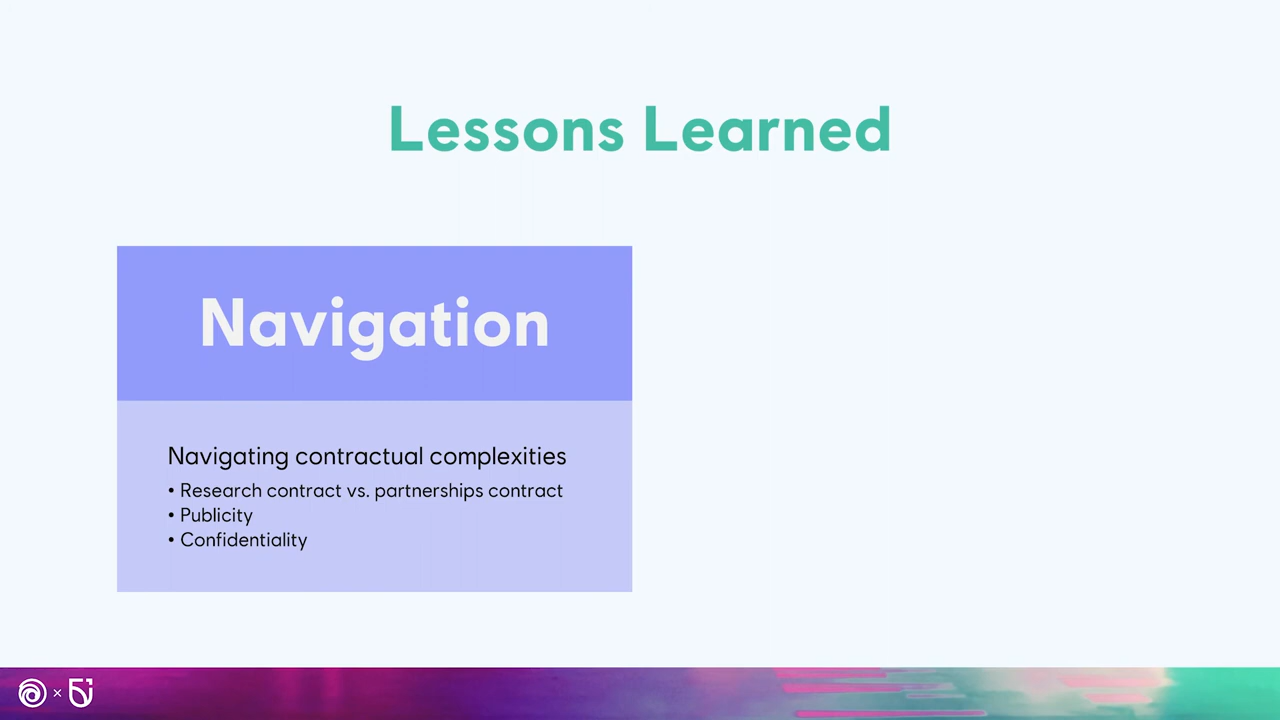 Lessons Learned
Navigation
Navigating contractual complexities
• Research contract vs. partnerships contract
• Publicity
• Confidentiality
×